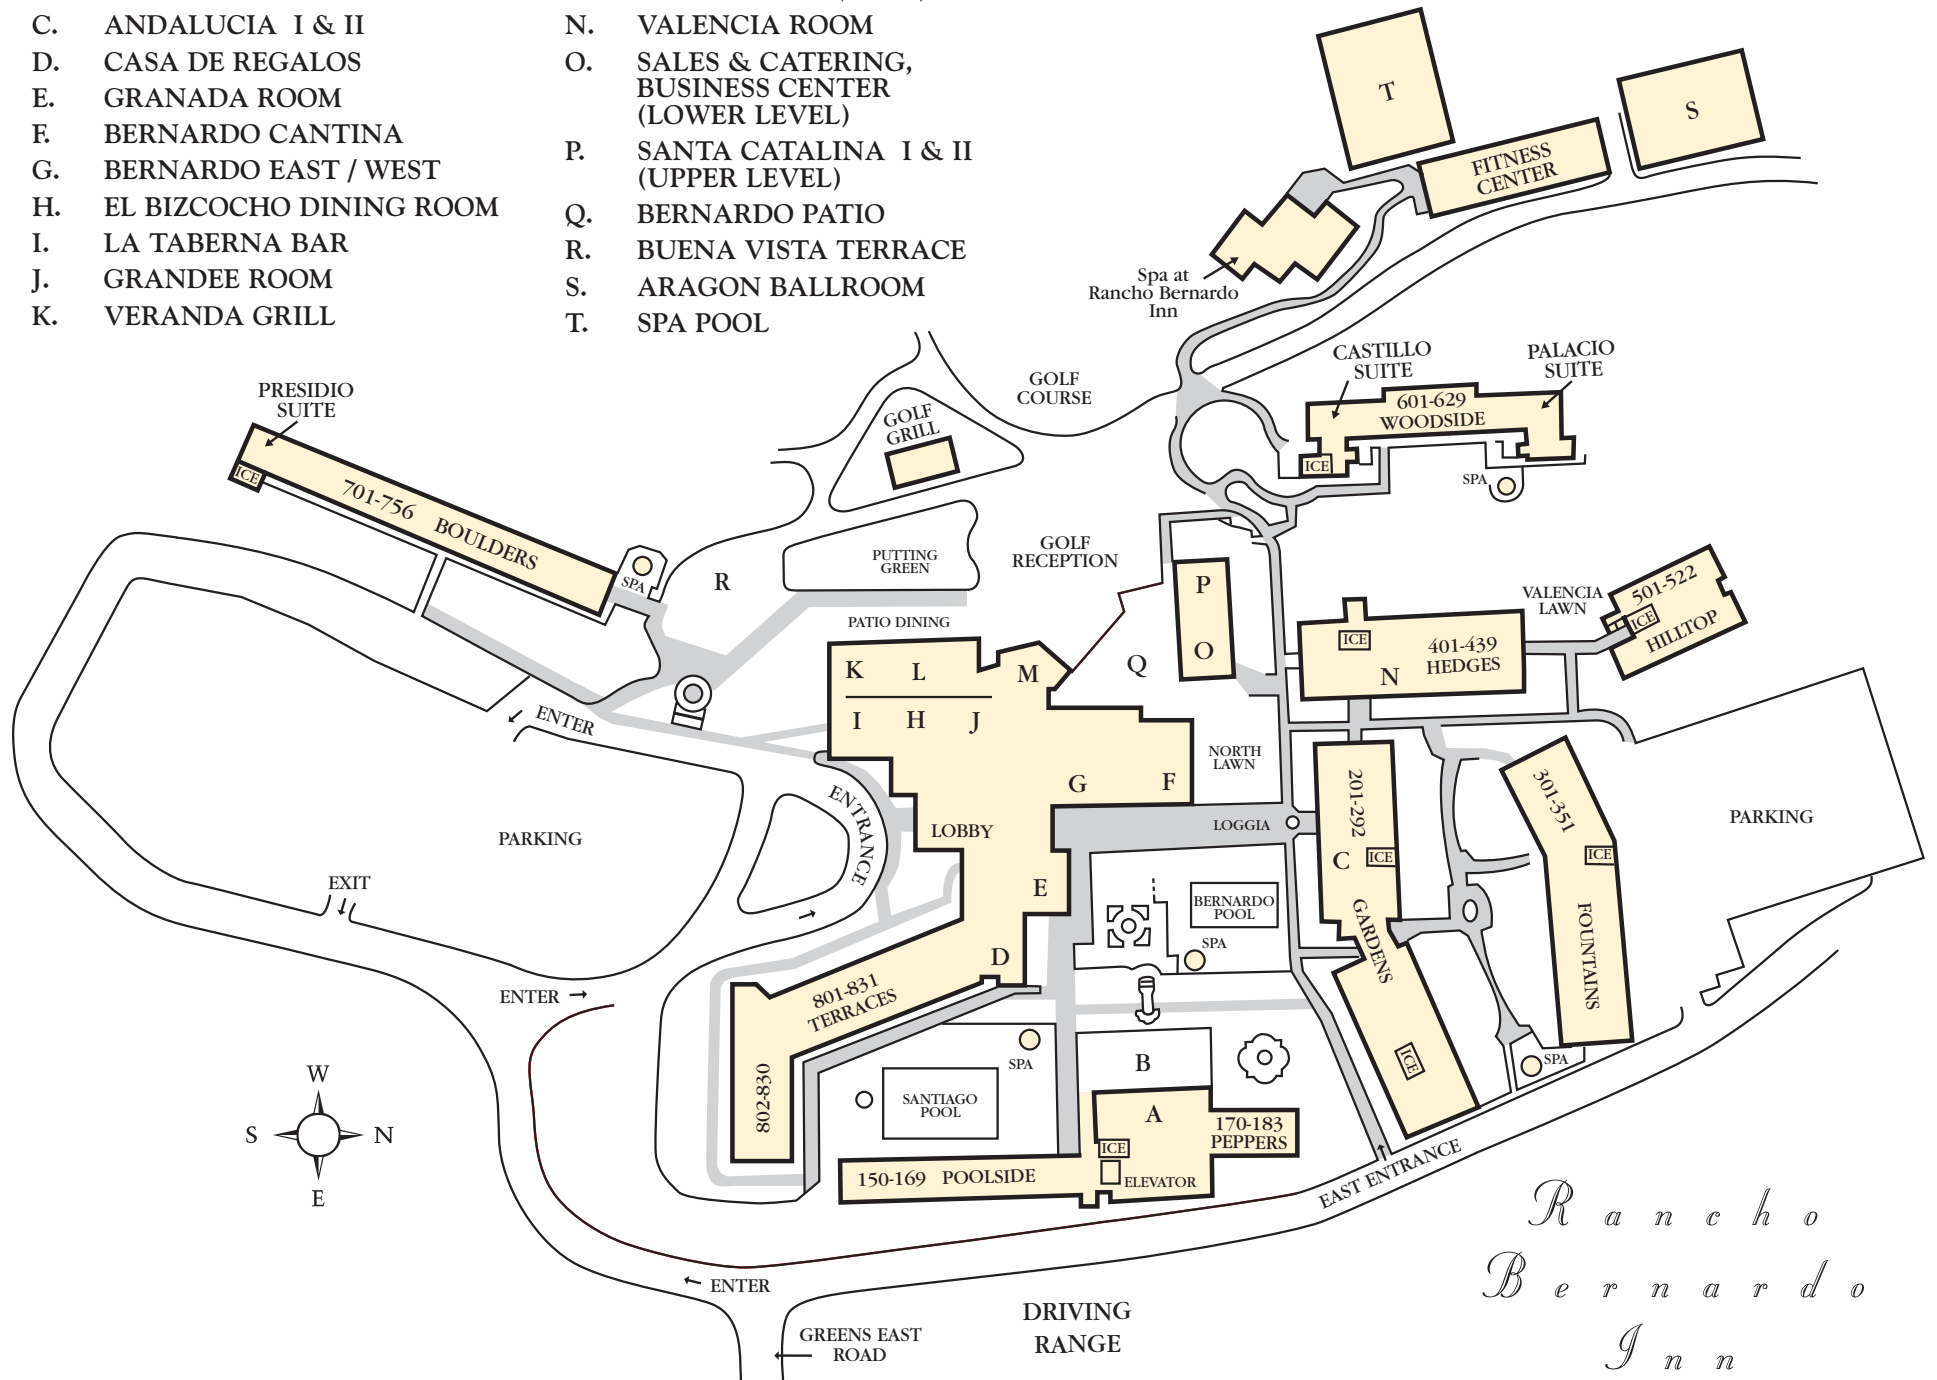 C. ANDALUCIA I & II
D. CASA DE REGALOS
E. GRANADA ROOM
F. BERNARDO CANTINA
G. BERNARDO EAST / WEST
H. EL BIZCOCHO DINING ROOM
I. LA TABERNA BAR
J. GRANDEE ROOM
K. VERANDA GRILL
N. VALENCIA ROOM
O. SALES & CATERING,
BUSINESS CENTER
(LOWER LEVEL)
P. SANTA CATALINA I & II
(UPPER LEVEL)
Q. BERNARDO PATIO
R. BUENA VISTA TERRACE
S. ARAGON BALLROOM
T. SPA POOL
T
S
FITNESS
CENTER
Spa at
Rancho Bernardo
Inn
CASTILLO
SUITE
PALACIO
SUITE
601-629
WOODSIDE
ICE
SPA
GOLF
COURSE
GOLF
GRILL
PRESIDIO
SUITE
ICE
701-756 BOULDERS
SPA
R
PUTTING
GREEN
GOLF
RECEPTION
PATIO DINING
P
O
Q
VALENCIA
LAWN
501-522
ICE
HILLTOP
ICE
401-439
HEDGES
N
K
L
M
I
H
J
G
F
ENTER
NORTH
LAWN
ENTRANCE
LOBBY
LOGGIA
PARKING
201-292
C
ICE
GARDENS
ICE
301-351
ICE
FOUNTAINS
PARKING
EXIT
E
BERNARDO
POOL
SPA
D
801-831
TERRACES
ENTER
802-830
SPA
SANTIAGO
POOL
B
A
170-183
PEPPERS
ICE
ELEVATOR
150-169 POOLSIDE
SPA
EAST ENTRANCE
W
S
N
E
ENTER
GREENS EAST
ROAD
DRIVING
RANGE
Rancho
Bernardo
Inn